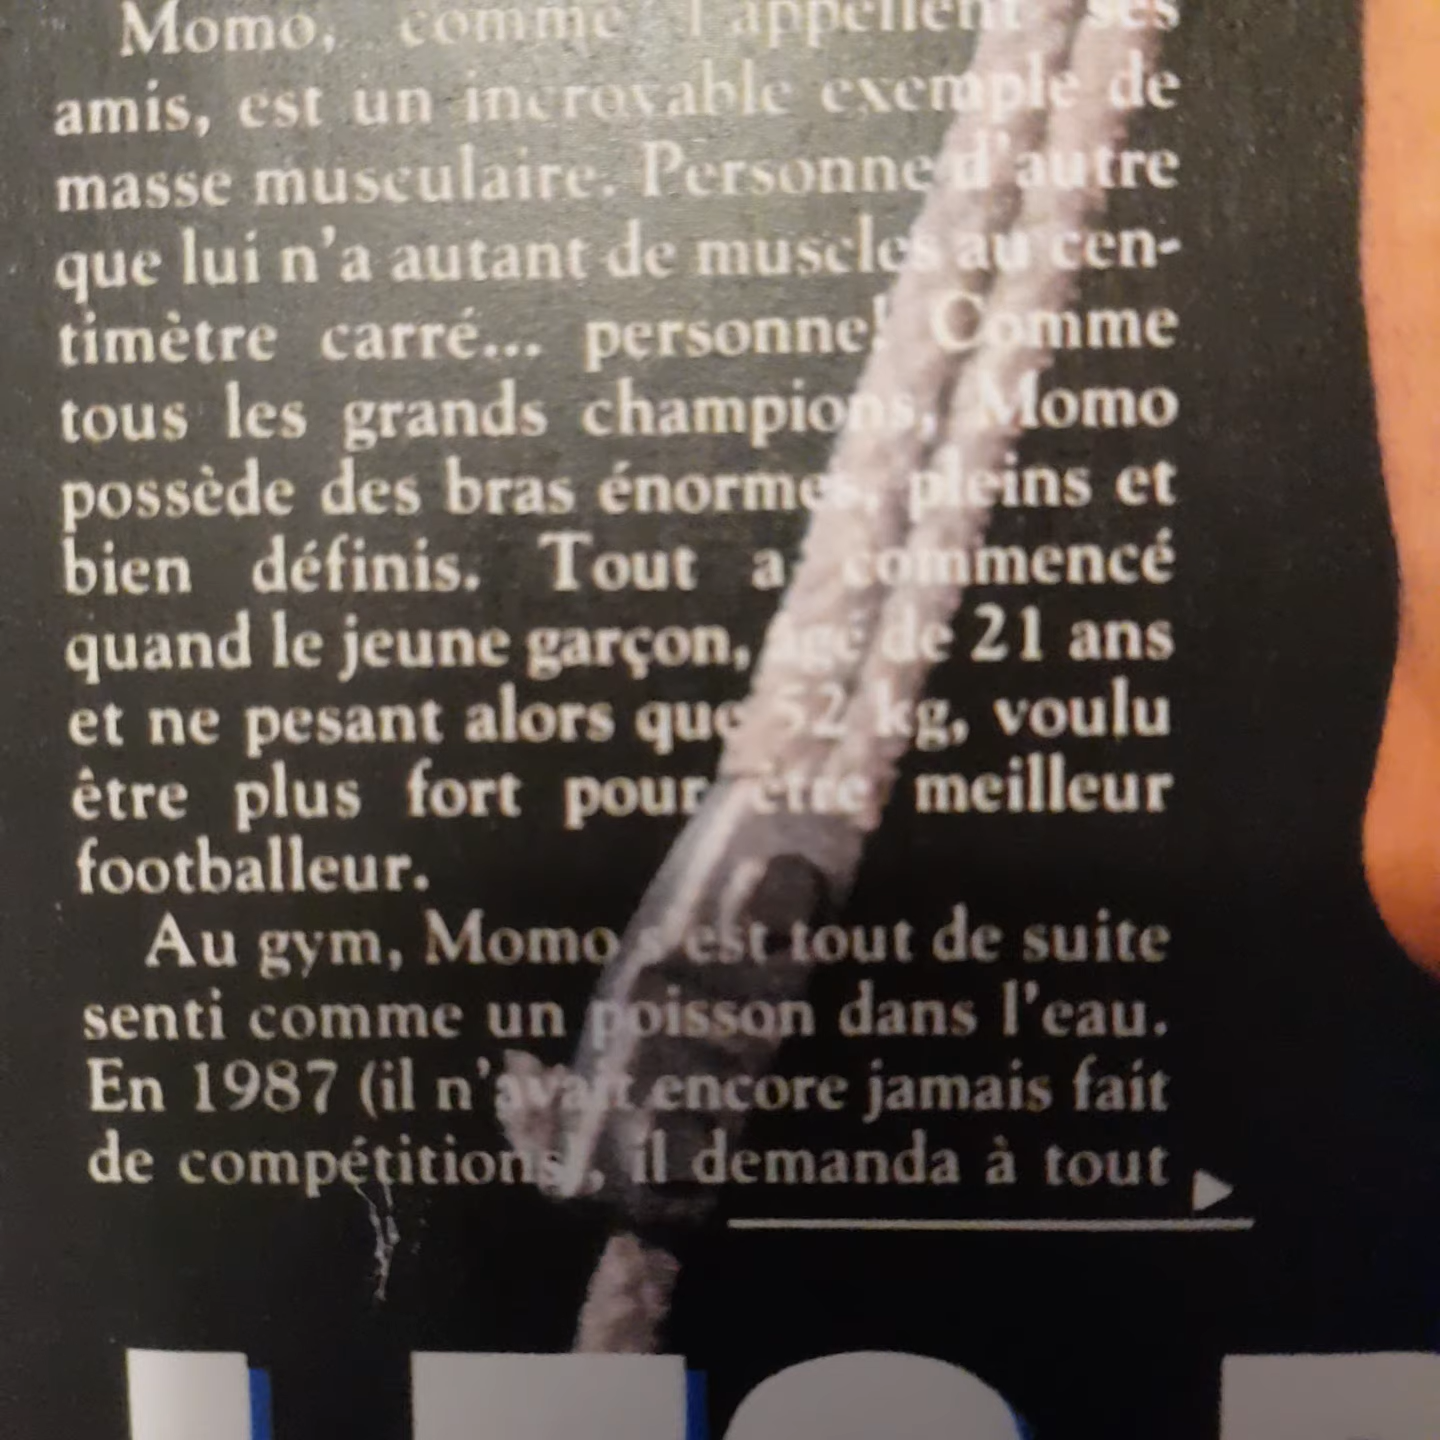 Momo, comme l'appellent ses
amis, est un incroyable exemple de
masse musculaire. Personne d'autre
que lui n'a autant de muscles au cen-
timètre carré... personne! Comme
tous les grands champions, Momo
possède des bras énormes, pleins et
bien définis. Tout a commencé
quand le jeune garçon, âgé de 21 ans
et ne pesant alors que 52 kg, voulu
être plus fort pour être meilleur
footballeur.
Au gym, Momo s'est tout de suite
senti comme un poisson dans l'eau.
En 1987 (il n'avait encore jamais fait
de compétitions), il demanda à tout